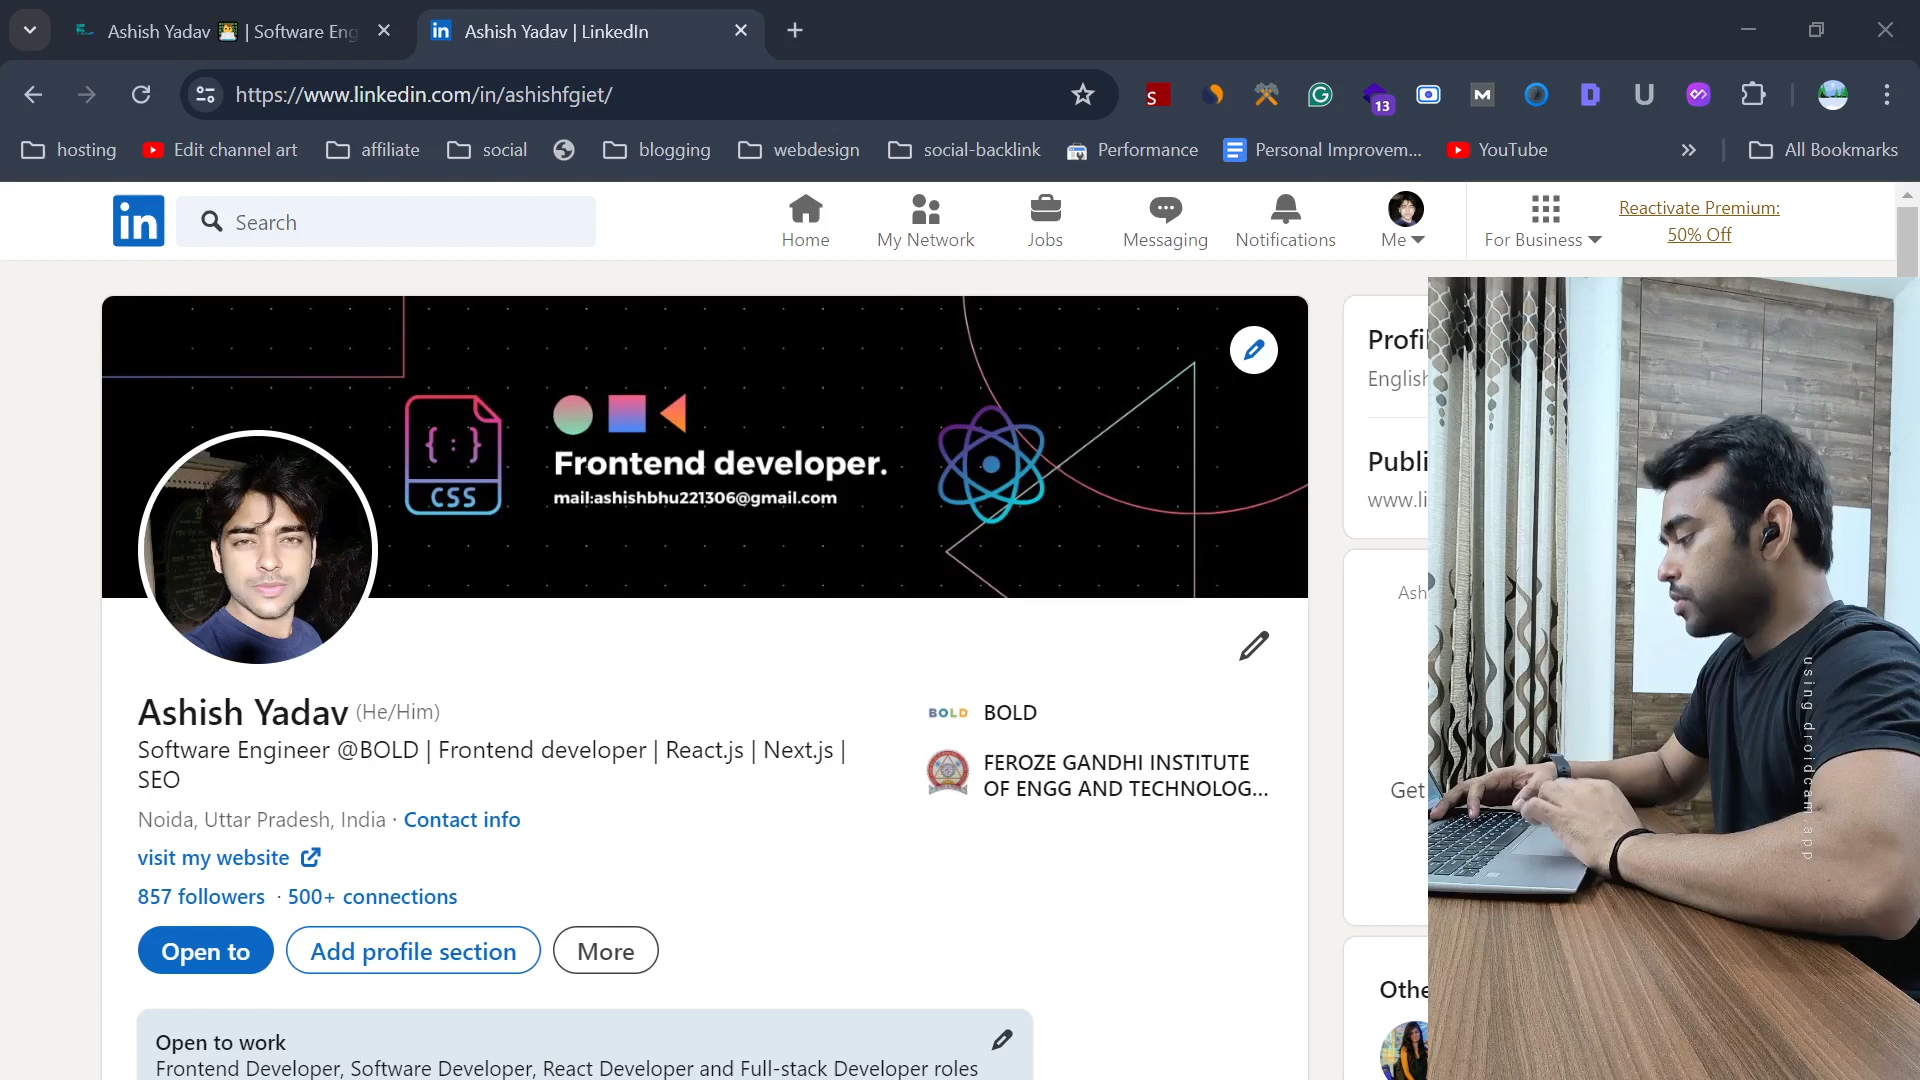 Ashish Yadav | Software Eng
Ashish Yadav | LinkedIn
https://www.linkedin.com/in/ashishfgiet/
S
13
M
D
U
hosting
Edit channel art
affiliate
social
blogging
webdesign
social-backlink
Performance
Personal Improvem...
YouTube
»
All Bookmarks
in
Search
Home
My Network
Jobs
Messaging
Notifications
Me
For Business
Reactivate Premium:
50% Off
{:}
CSS
Frontend developer.
mail:ashishbhu221306@gmail.com
Profi
English
Publi
www.li
Ash
Get
Othe
Ashish Yadav (He/Him)
Software Engineer @BOLD | Frontend developer | React.js | Next.js |
SEO
Noida, Uttar Pradesh, India · Contact info
visit my website
857 followers · 500+ connections
Open to
Add profile section
More
BOLD BOLD
FEROZE GANDHI INSTITUTE
OF ENGG AND TECHNOLOG...
Open to work
Frontend Developer, Software Developer, React Developer and Full-stack Developer roles
using droidcam.app